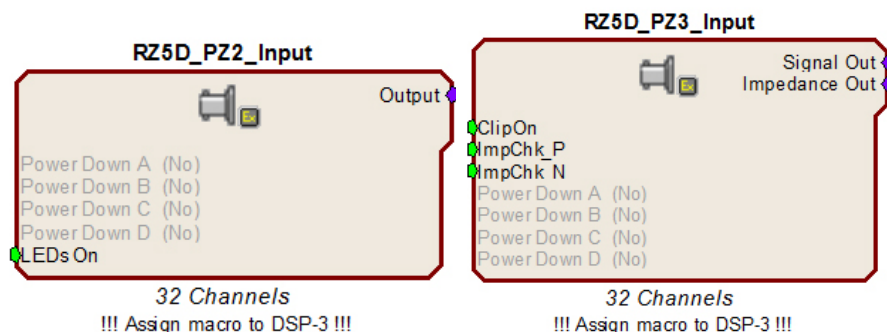 RZ5D_PZ2_Input
Output
Ex
Power Down A (No)
Power Down B (No)
Power Down C (No)
Power Down D (No)
LEDs On
32 Channels
!!! Assign macro to DSP-3 !!!
RZ5D_PZ3_Input
Signal Out
Impedance Out
Ex
ClipOn
ImpChk_P
ImpChk_N
Power Down A (No)
Power Down B (No)
Power Down C (No)
Power Down D (No)
32 Channels
!!! Assign macro to DSP-3 !!!